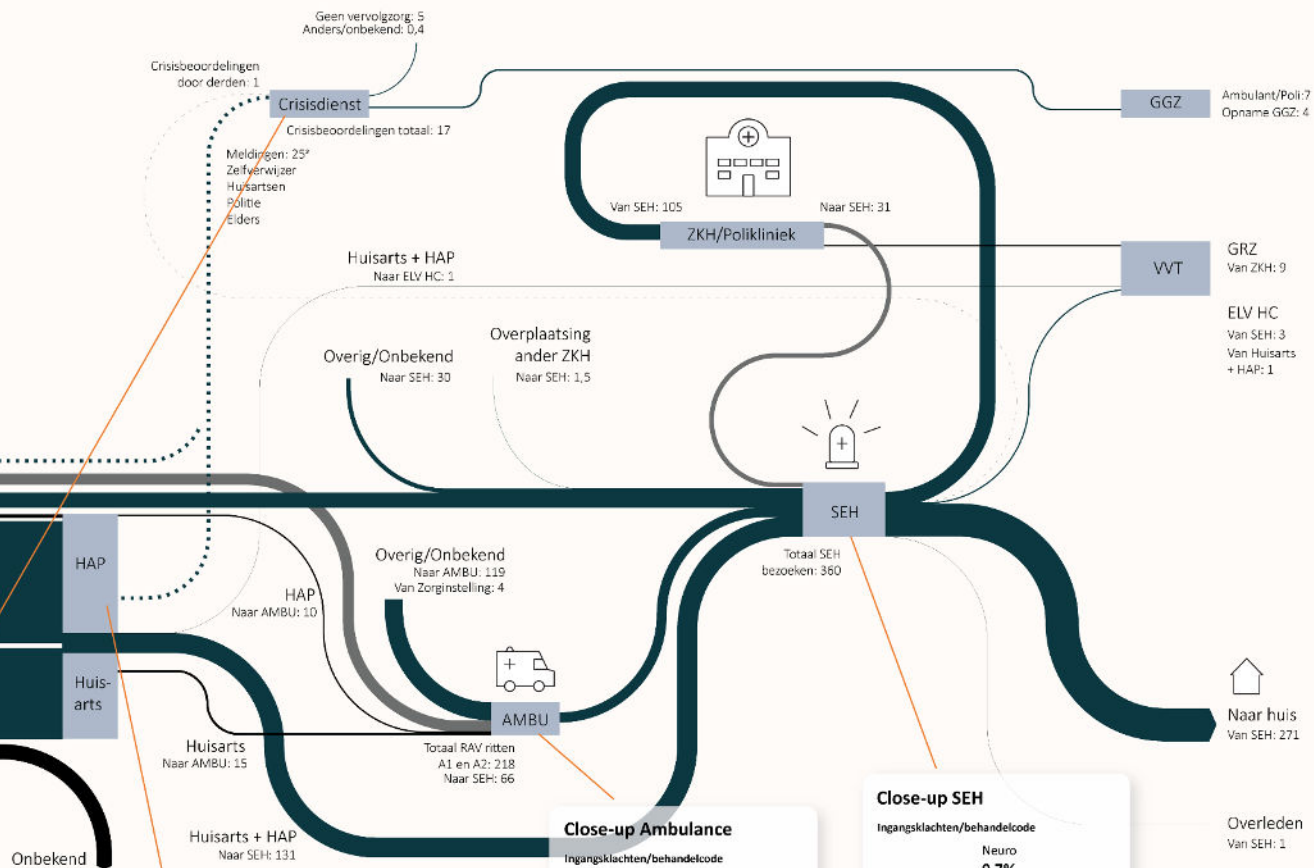 Geen vervolgzorg: 5
Anders/onbekend: 0,4
Crisisbeoordelingen
door derden: 1
Crisisdienst
Crisisbeoordelingen totaal: 17
Meldingen: 25*
Zelfverwijzer
Huisartsen
Politie
Elders
GGZ
Ambulant/Poli:7
Opname GGZ: 4
Van SEH: 105
Naar SEH: 31
ZKH/Polikliniek
VVT
GRZ
Van ZKH: 9
ELV HC
Van SEH: 3
Van Huisarts
+ HAP: 1
Huisarts + HAP
Naar ELV HC: 1
Overig/Onbekend
Naar SEH: 30
Overplaatsing
ander ZKH
Naar SEH: 1,5
SEH
Totaal SEH
bezoeken: 360
HAP
HAP
Naar AMBU: 10
Overig/Onbekend
Naar AMBU: 119
Van Zorginstelling: 4
Huis-
arts
Huisarts
Naar AMBU: 15
AMBU
Totaal RAV ritten
A1 en A2: 218
Naar SEH: 66
Naar huis
Van SEH: 271
Huisarts + HAP
Naar SEH: 131
Onbekend
Close-up Ambulance
Ingangsklachten/behandelcode
Close-up SEH
Ingangsklachten/behandelcode
Neuro
Overleden
Van SEH: 1